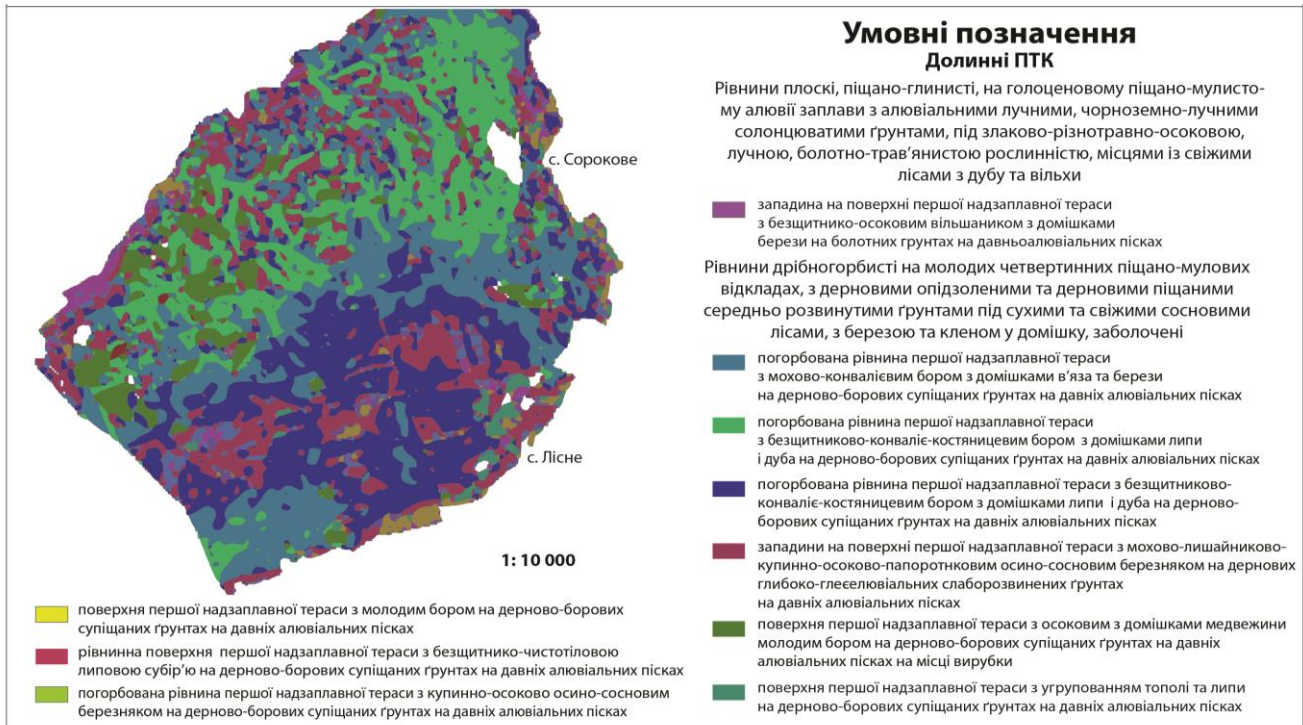 с. Сорокове
с. Лісне
1: 10 000
поверхня першої надзаплавної тераси з молодим бором на дерново-борових
супіщаних ґрунтах на давніх алювіальних пісках
рівнинна поверхня першої надзаплавної тераси з безщитнико-чистотіловою
липовою субір'ю на дерново-борових супіщаних ґрунтах на давніх алювіальних пісках
погорбована рівнина першої надзаплавної тераси з купинно-осоково осино-сосновим
березняком на дерново-борових супіщаних ґрунтах на давніх алювіальних пісках
Умовні позначення
Долинні ПТК
Рівнини плоскі, піщано-глинисті, на голоценовому піщано-мулисто-
му алювії заплави з алювіальними лучними, чорноземно-лучними
солонцюватими ґрунтами, під злаково-різнотравно-осоковою,
лучною, болотно-трав'янистою рослинністю, місцями із свіжими
лісами з дубу та вільхи
западина на поверхні першої надзаплавної тераси
з безщитнико-осоковим вільшаником з домішками
берези на болотних грунтах на давньоалювіальних пісках
Рівнини дрібногорбисті на молодих четвертинних піщано-мулових
відкладах, з дерновими опідзоленими та дерновими піщаними
середньо розвинутими ґрунтами під сухими та свіжими сосновими
лісами, з березою та кленом у домішку, заболочені
погорбована рівнина першої надзаплавної тераси
з мохово-конвалієвим бором з домішками в'яза та берези
на дерново-борових супіщаних ґрунтах на давніх алювіальних пісках
погорбована рівнина першої надзаплавної тераси
з безщитниково-конваліє-костяницевим бором з домішками липи
і дуба на дерново-борових супіщаних ґрунтах на давніх алювіальних пісках
погорбована рівнина першої надзаплавної тераси з безщитниково-
конваліє-костяницевим бором з домішками липи і дуба на дерново-
борових супіщаних ґрунтах на давніх алювіальних пісках
западини на поверхні першої надзаплавної тераси з мохово-лишайниково-
купинно-осоково-папоротнковим осино-сосновим березняком на дернових
глибоко-глеєелювіальних слаборозвинених ґрунтах
на давніх алювіальних пісках
поверхня першої надзаплавної тераси з осоковим з домішками медвежини
молодим бором на дерново-борових супіщаних ґрунтах на давніх
алювіальних пісках на місці вирубки
поверхня першої надзаплавної тераси з угрупованням тополі та липи
на дерново-борових супіщаних ґрунтах на давніх алювіальних пісках